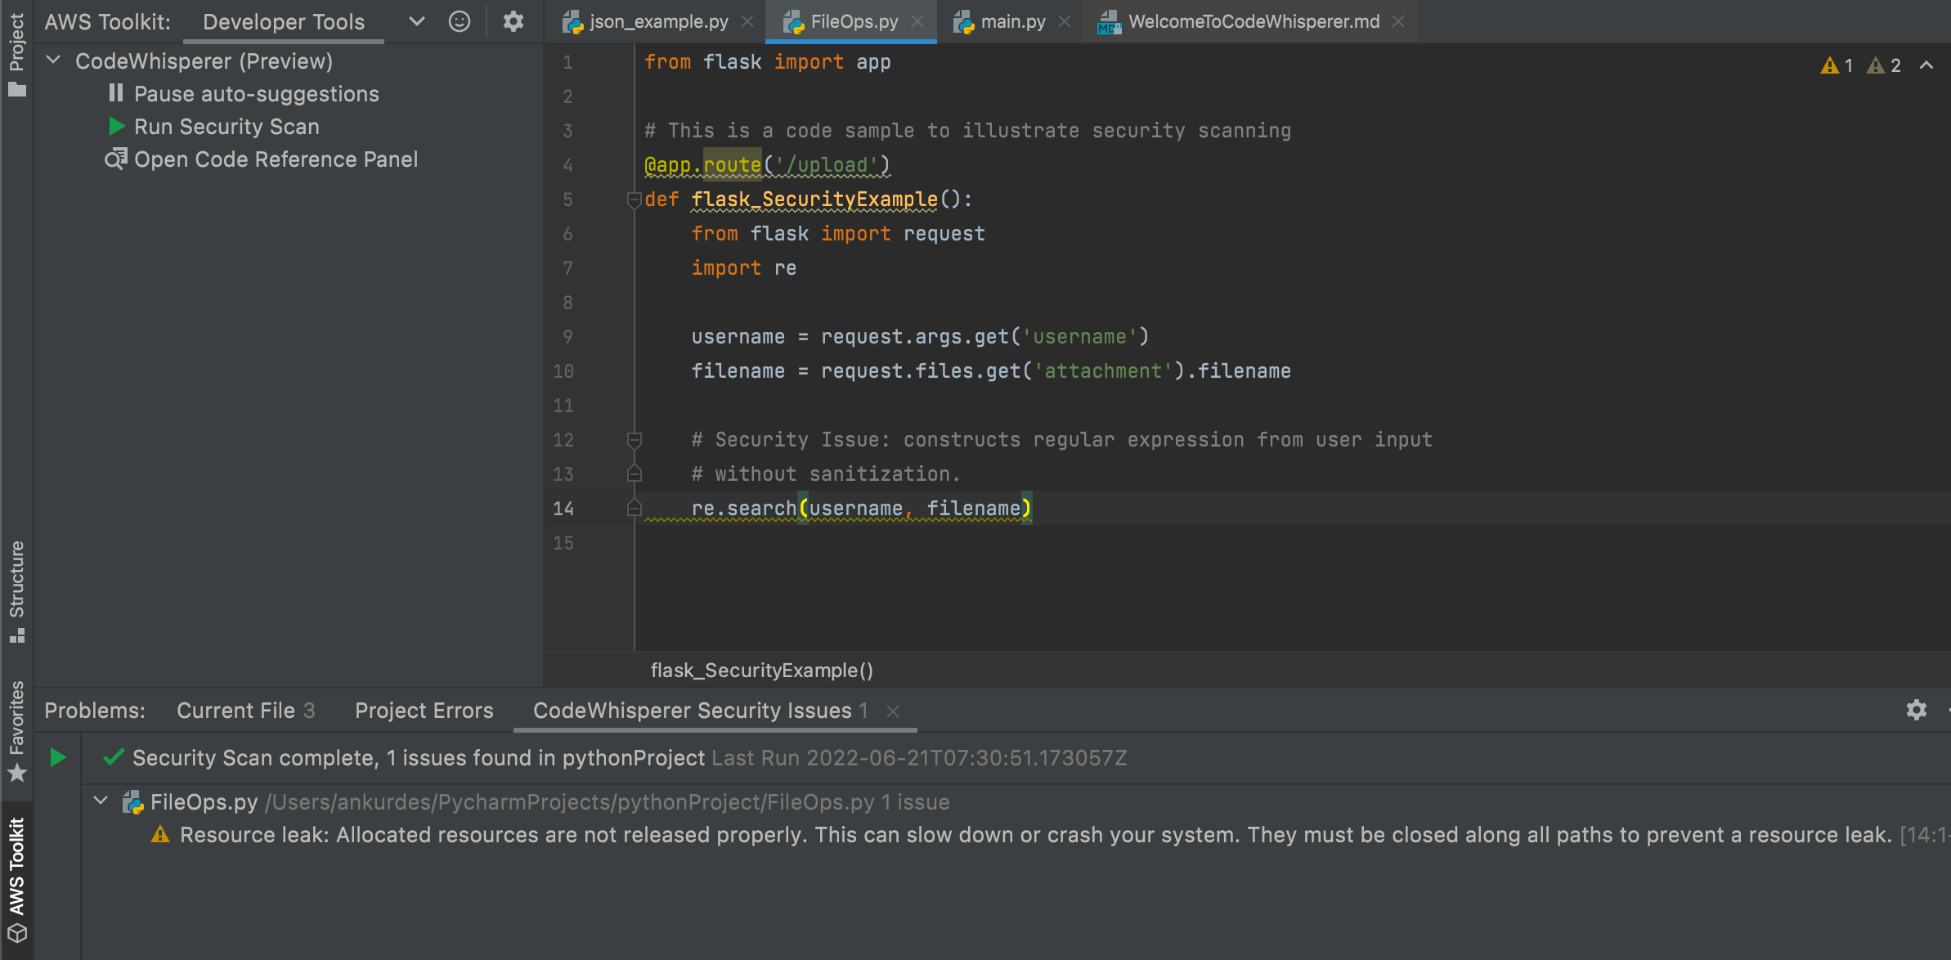 Project
AWS Toolkit: Developer Tools
CodeWhisperer (Preview)
Pause auto-suggestions
Run Security Scan
Open Code Reference Panel
Structure
Favorites
AWS Toolkit
json_example.py FileOps.py main.py WelcomeToCodeWhisperer.md
1 2
1 from flask import app
2
3 # This is a code sample to illustrate security scanning
4 @app.route('/upload')
5 def flask_SecurityExample():
6 from flask import request
7 import re
8
9 username = request.args.get('username')
10 filename = request.files.get('attachment').filename
11
12 # Security Issue: constructs regular expression from user input
13 # without sanitization.
14 re.search(username, filename)
15
flask_SecurityExample()
Problems: Current File 3 Project Errors CodeWhisperer Security Issues 1
Security Scan complete, 1 issues found in pythonProject Last Run 2022-06-21T07:30:51.173057Z
FileOps.py /Users/ankurdes/PycharmProjects/pythonProject/FileOps.py 1 issue
Resource leak: Allocated resources are not released properly. This can slow down or crash your system. They must be closed along all paths to prevent a resource leak. [14:1-